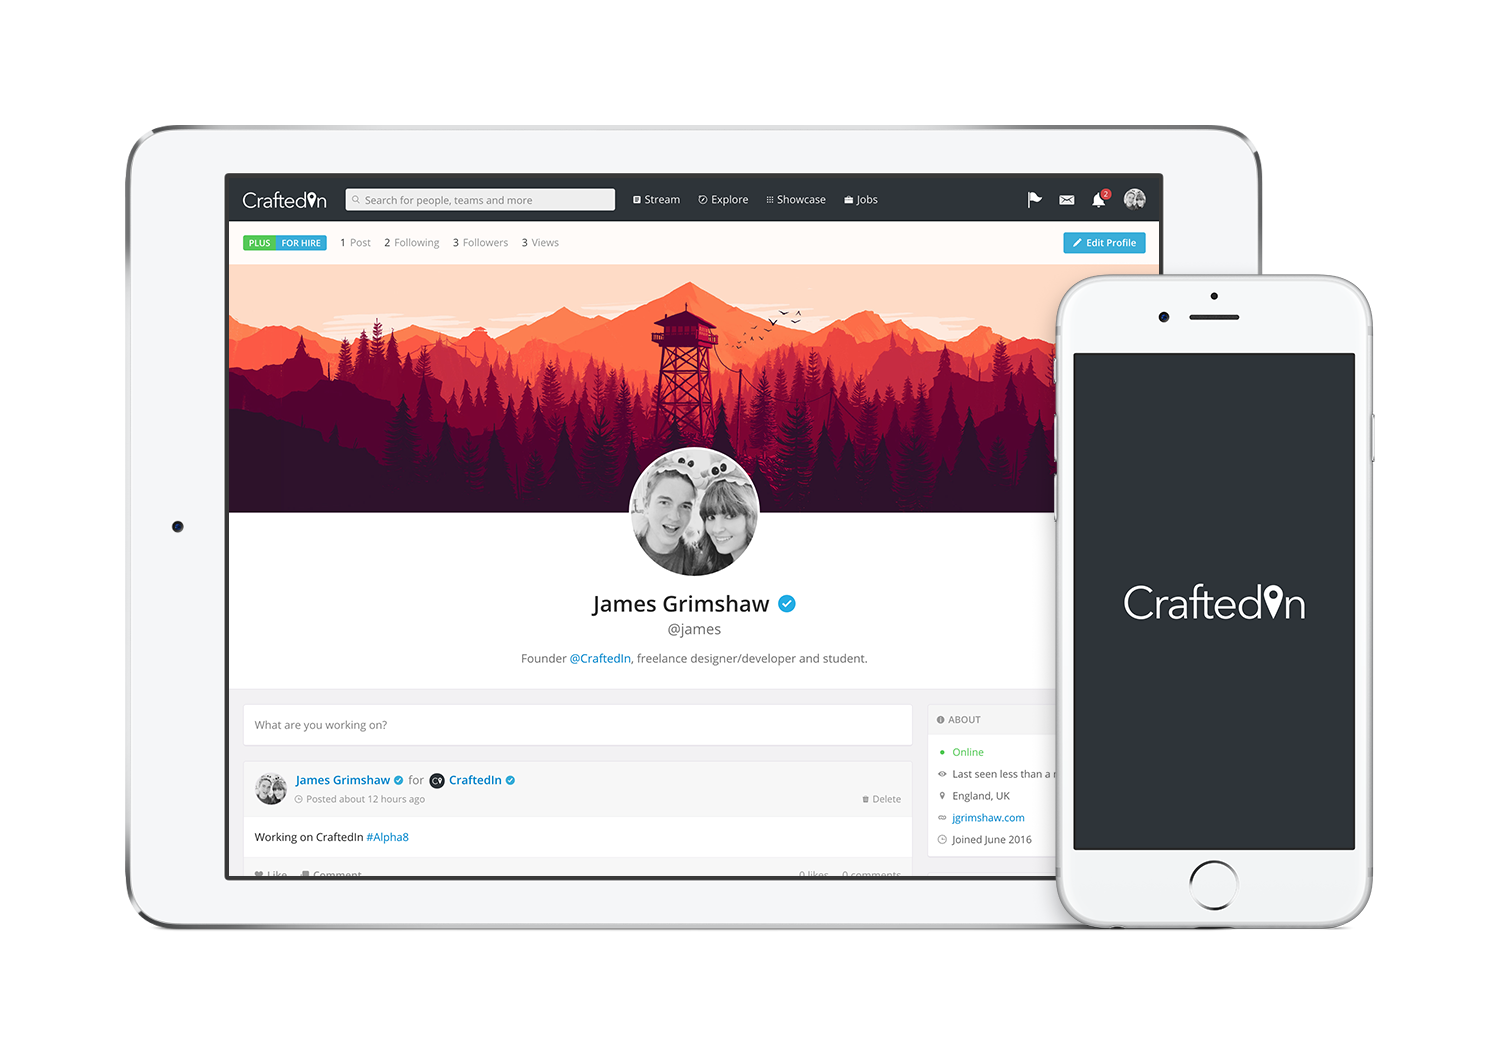 CraftedIn Search for people, teams and more Stream Explore Showcase Jobs 2
PLUS FOR HIRE 1 Post 2 Following 3 Followers 3 Views Edit Profile
James Grimshaw
@james
Founder @CraftedIn, freelance designer/developer and student.
What are you working on?
James Grimshaw for CraftedIn
Posted about 12 hours ago Delete
Working on CraftedIn #Alpha8
Like Comment 0 likes 0 comments
ABOUT
Online
Last seen less than a
England, UK
jgrimshaw.com
Joined June 2016
CraftedIn